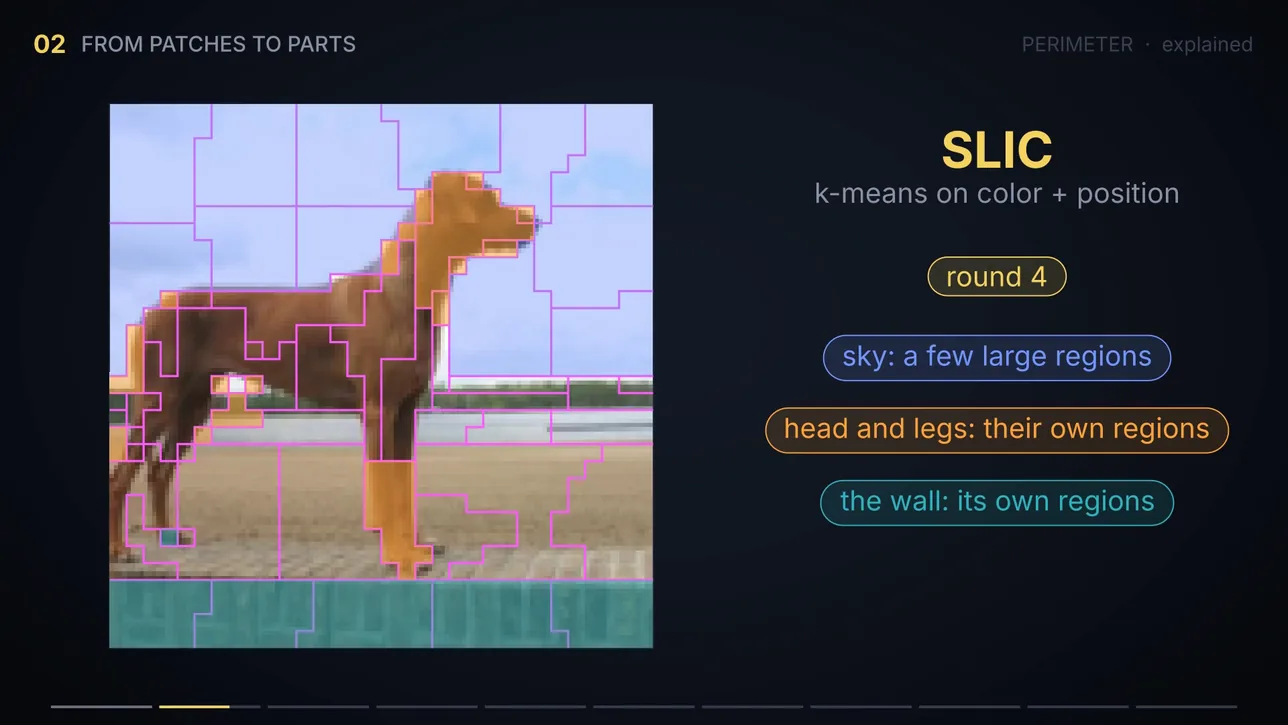 02 FROM PATCHES TO PARTS
PERIMETER · explained
SLIC
k-means on color + position
round 4
sky: a few large regions
head and legs: their own regions
the wall: its own regions